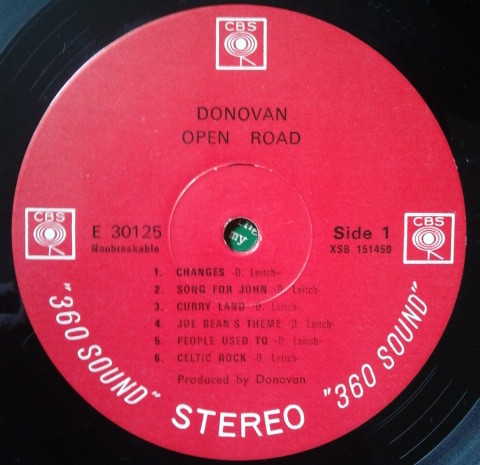 CBS
DONOVAN
OPEN ROAD
CBS
E 30125
Nonbreakable
Side 1
XSB 151450
CBS
my
1. CHANGES -D. Leitch-
2. SONG FOR JOHN -D. Leitch-
3. CURRY LAND -D. Leitch-
4. JOE BEAN'S THEME -D. Leitch-
5. PEOPLE USED TO -D. Leitch-
6. CELTIC ROCK -D. Leitch-
Produced by Donovan
"360 SOUND" STEREO "360 SOUND"